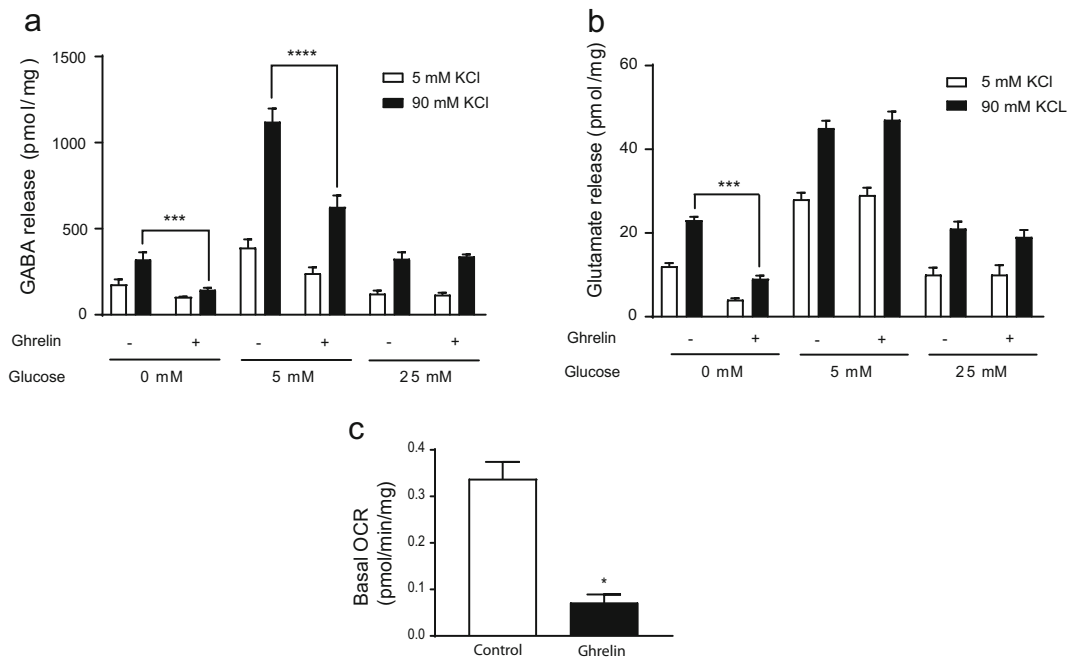 a
GABA release (pmol/mg)
1500
1000
500
0
****
***
5 mM KCl
90 mM KCl
Ghrelin - + - + - +
Glucose 0 mM 5 mM 25 mM
b
Glutamate release (pmol/mg)
60
40
20
0
***
5 mM KCl
90 mM KCL
Ghrelin - + - + - +
Glucose 0 mM 5 mM 25 mM
c
Basal OCR
(pmol/min/mg)
0.4
0.3
0.2
0.1
0.0
*
Control Ghrelin